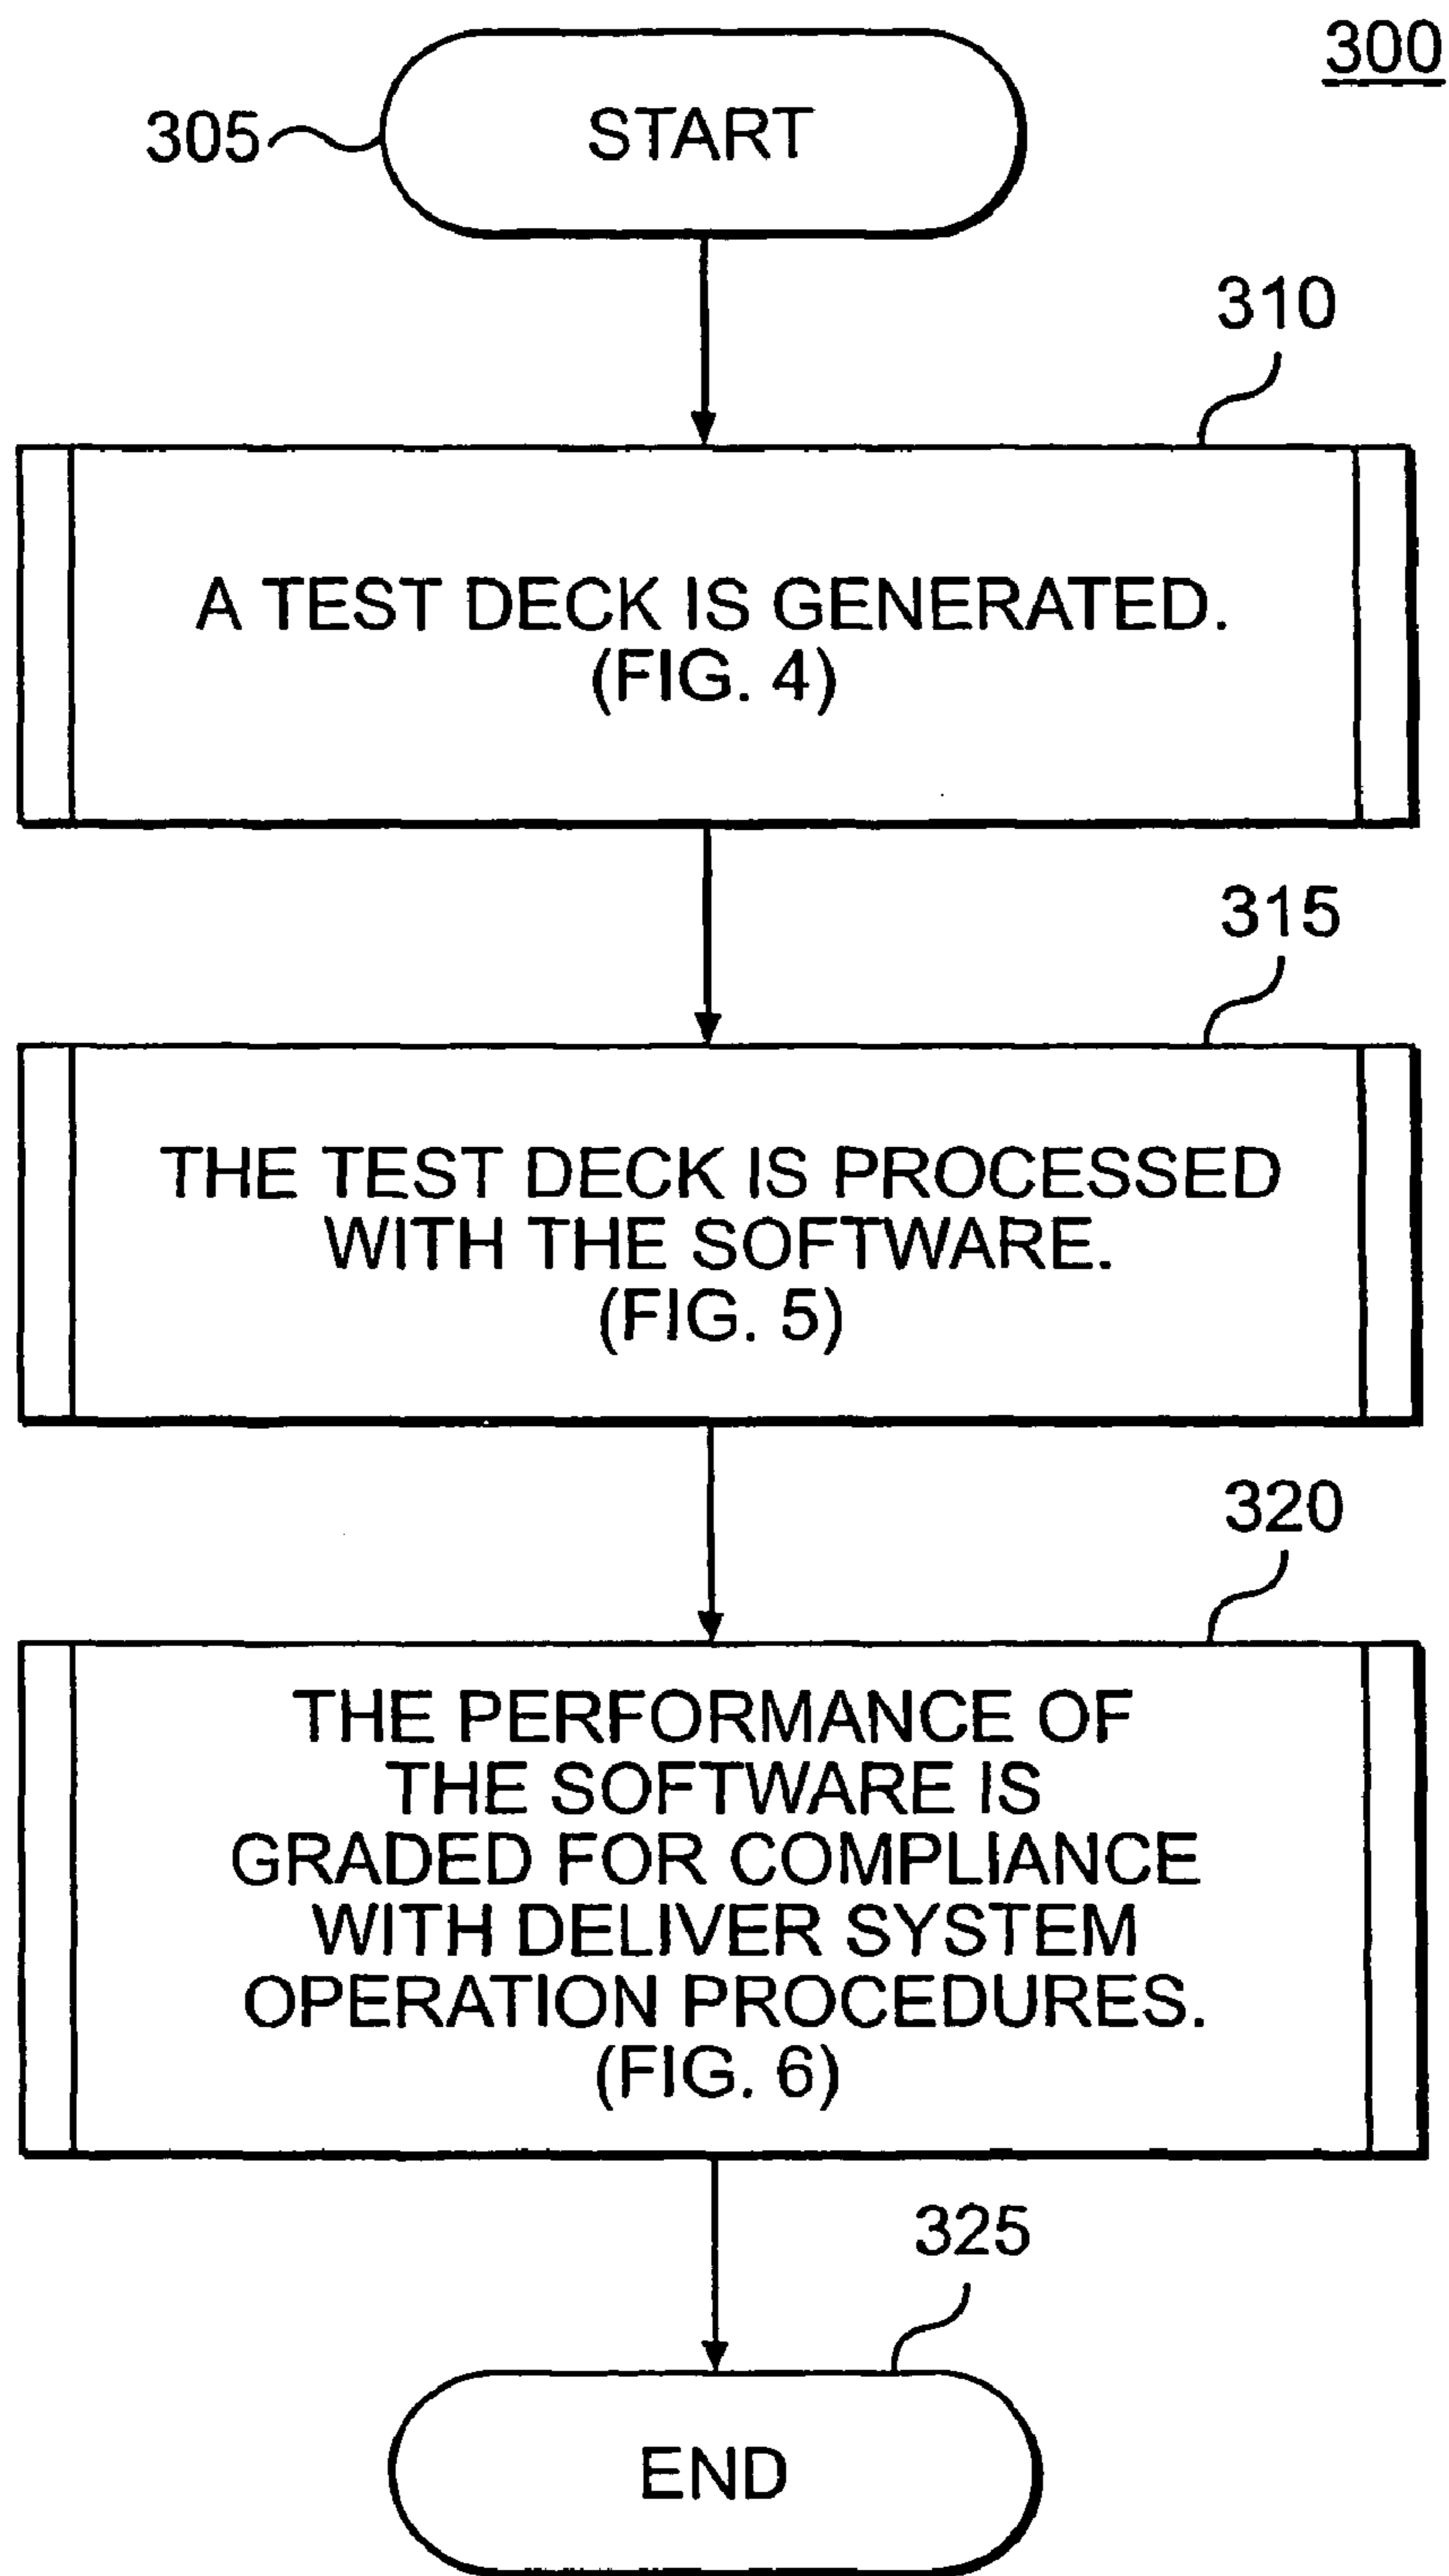 300
305
START
310
A TEST DECK IS GENERATED.
(FIG. 4)
315
THE TEST DECK IS PROCESSED
WITH THE SOFTWARE.
(FIG. 5)
320
THE PERFORMANCE OF
THE SOFTWARE IS
GRADED FOR COMPLIANCE
WITH DELIVER SYSTEM
OPERATION PROCEDURES.
(FIG. 6)
325
END